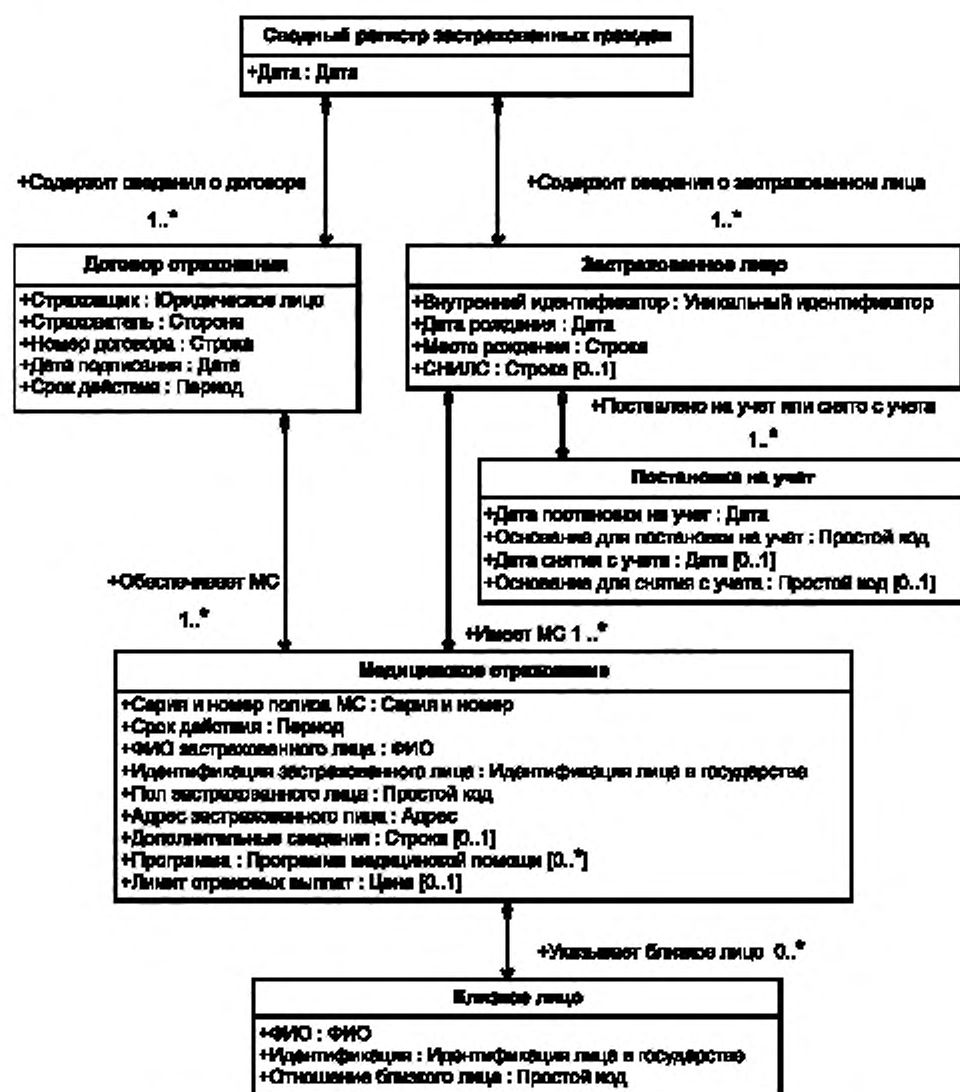 Сводный регистр застрахованных граждан
+Дата : Дата
+Содержит сведения о договоре
1..*
+Содержит сведения о застрахованном лице
1..*
Договор страхования
+Страховщик : Юридическое лицо
+Страхователь : Сторона
+Номер договора : Строка
+Дата подписания : Дата
+Срок действия : Период
Застрахованное лицо
+Внутренний идентификатор : Уникальный идентификатор
+Дата рождения : Дата
+Место рождения : Строка
+СНИЛС : Строка [0..1]
+Поставлено на учет или снято с учета
1..*
Постановка на учет
+Дата постановки на учет : Дата
+Основание для постановки на учет : Простой код
+Дата снятия с учета : Дата [0..1]
+Основание для снятия с учета : Простой код [0..1]
+Обеспечивает МС
1..*
+Имеет МС 1 ..*
Медицинское страхование
+Серия и номер полиса МС : Серия и номер
+Срок действия : Период
+ФИО застрахованного лица : ФИО
+Идентификация застрахованного лица : Идентификация лица в государстве
+Пол застрахованного лица : Простой код
+Адрес застрахованного лица : Адрес
+Дополнительные сведения : Строка [0..1]
+Программа : Программа медицинской помощи [0..*]
+Лимит страховых выплат : Цена [0..1]
+Указывает близкое лицо 0..*
Близкое лицо
+ФИО : ФИО
+Идентификация : Идентификация лица в государстве
+Отношение близкого лица : Простой код